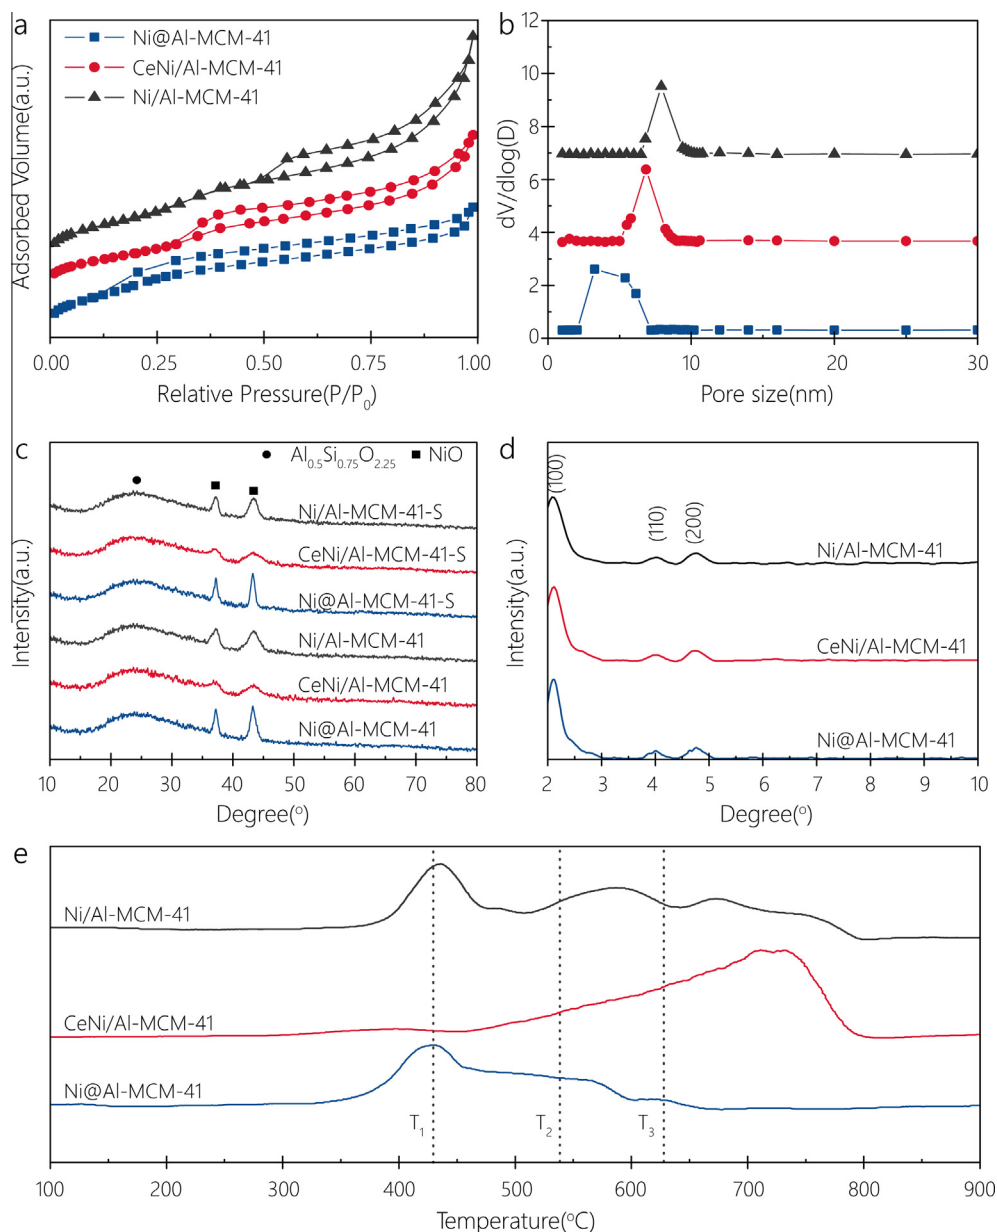 a
Ni@Al-MCM-41
CeNi/Al-MCM-41
Ni/Al-MCM-41
Adsorbed Volume(a.u.)
0.00 0.25 0.50 0.75 1.00
Relative Pressure(P/P0)
b
dV/dlog(D)
12
10
8
6
4
2
0
0 10 20 30
Pore size(nm)
c
Al0.5Si0.75O2.25 NiO
Ni/Al-MCM-41-S
CeNi/Al-MCM-41-S
Ni@Al-MCM-41-S
Ni/Al-MCM-41
CeNi/Al-MCM-41
Ni@Al-MCM-41
Intensity(a.u.)
10 20 30 40 50 60 70 80
Degree(o)
d
(100)
(110)
(200)
Ni/Al-MCM-41
CeNi/Al-MCM-41
Ni@Al-MCM-41
Intensity(a.u.)
2 3 4 5 6 7 8 9 10
Degree(o)
e
Ni/Al-MCM-41
CeNi/Al-MCM-41
Ni@Al-MCM-41
T1 T2 T3
100 200 300 400 500 600 700 800 900
Temperature(oC)